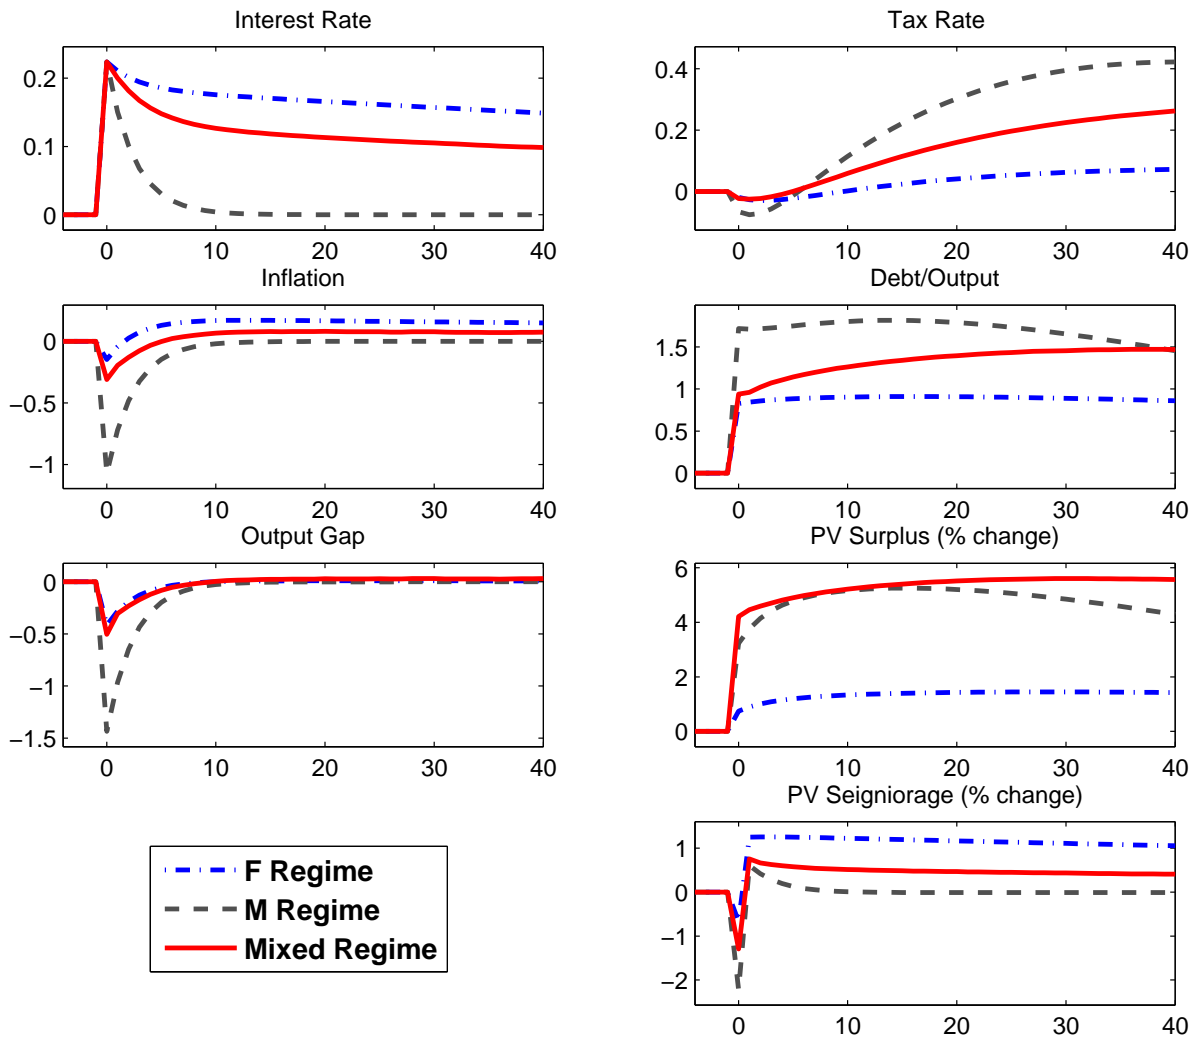 Interest Rate
0.2
0.1
0
0 10 20 30 40
Tax Rate
0.4
0.2
0
0 10 20 30 40
Inflation
0
−0.5
−1
0 10 20 30 40
Debt/Output
1.5
1
0.5
0
0 10 20 30 40
Output Gap
0
−0.5
−1
−1.5
0 10 20 30 40
PV Surplus (% change)
6
4
2
0
0 10 20 30 40
PV Seigniorage (% change)
1
0
−1
−2
0 10 20 30 40
F Regime
M Regime
Mixed Regime